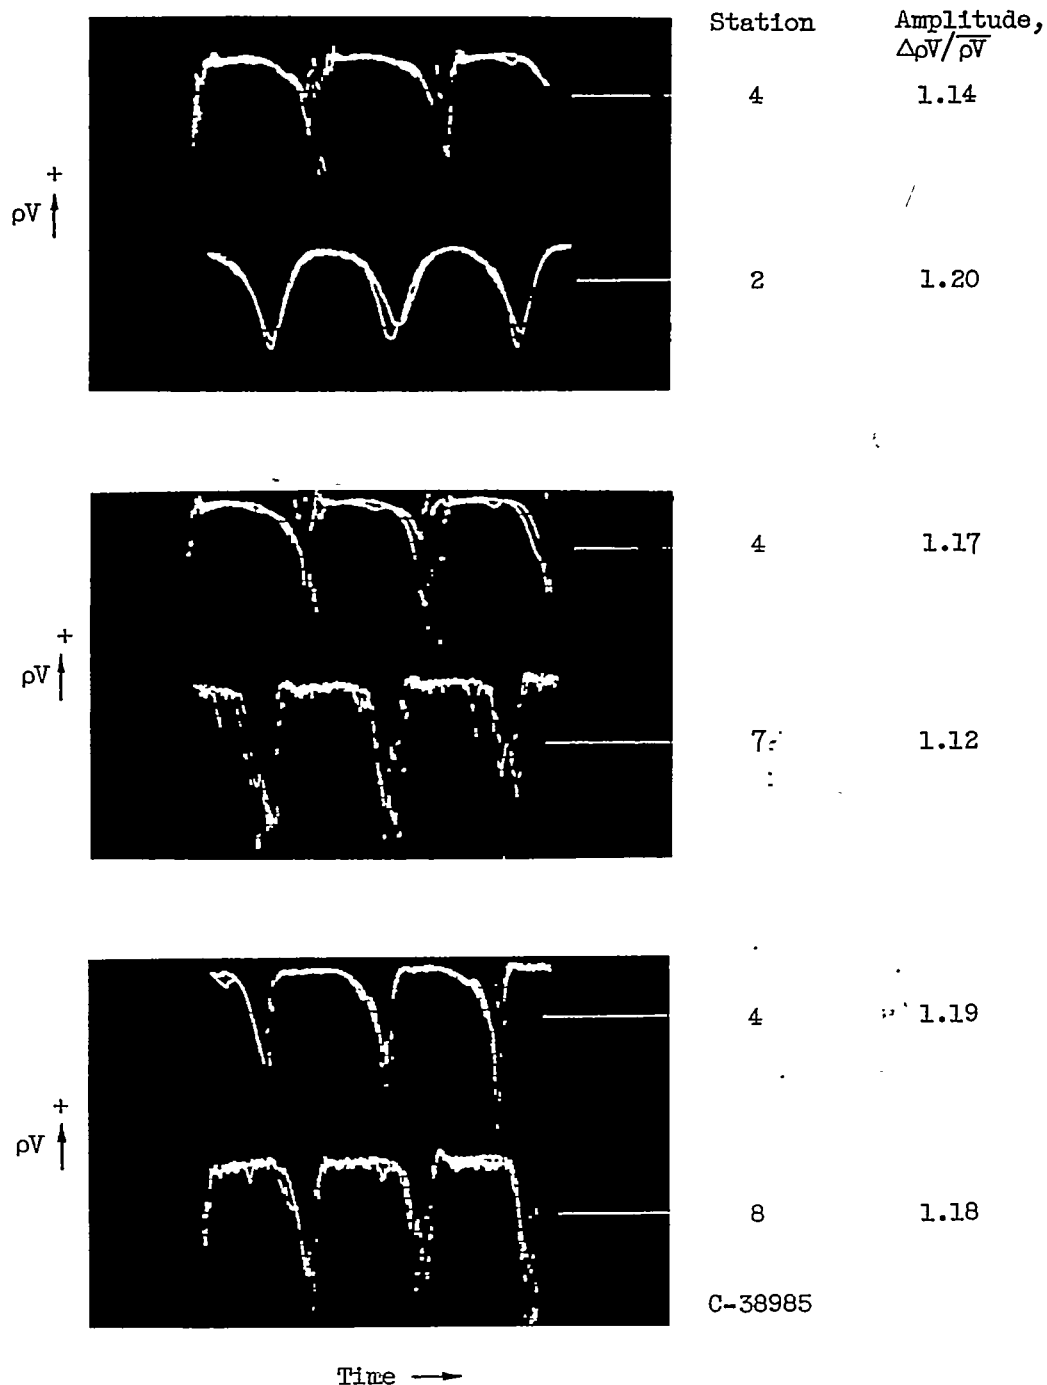 Station Amplitude,
ΔρV/ρV
4 1.14
+
ρV
2 1.20
4 1.17
+
ρV
7 1.12
4 1.19
+
ρV
8 1.18
C-38985
Time